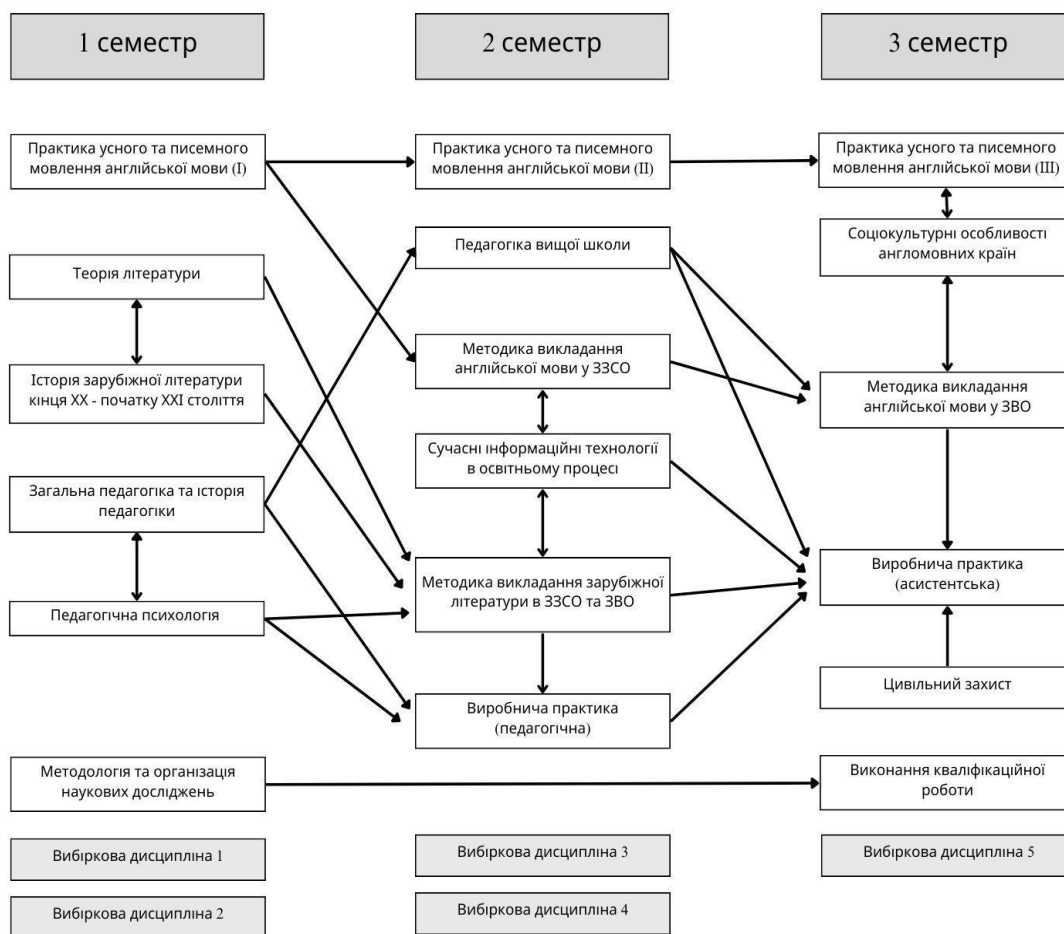 1 семестр
2 семестр
3 семестр
Практика усного та писемного
мовлення англійської мови (I)
Практика усного та писемного
мовлення англійської мови (II)
Практика усного та писемного
мовлення англійської мови (III)
Педагогіка вищої школи
Соціокультурні особливості
англомовних країн
Теорія літератури
Методика викладання
англійської мови у ЗЗСО
Історія зарубіжної літератури
кінця ХХ - початку ХХІ століття
Методика викладання
англійської мови у ЗВО
Сучасні інформаційні технології
в освітньому процесі
Загальна педагогіка та історія
педагогіки
Методика викладання зарубіжної
літератури в ЗЗСО та ЗВО
Виробнича практика
(асистентська)
Педагогічна психологія
Виробнича практика
(педагогічна)
Цивільний захист
Методологія та організація
наукових досліджень
Виконання кваліфікаційної
роботи
Вибіркова дисципліна 1
Вибіркова дисципліна 3
Вибіркова дисципліна 5
Вибіркова дисципліна 2
Вибіркова дисципліна 4